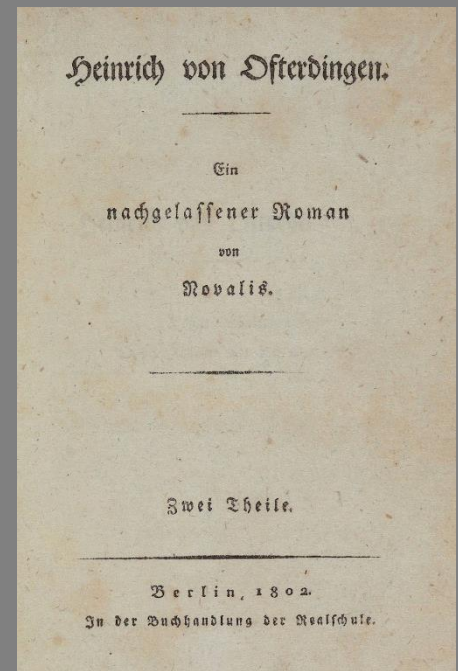 Heinrich von Ofterdingen.
Ein
nachgelassener Roman
von
Novalis.
Zwei Theile.
Berlin, 1802.
In der Buchhandlung der Realschule.